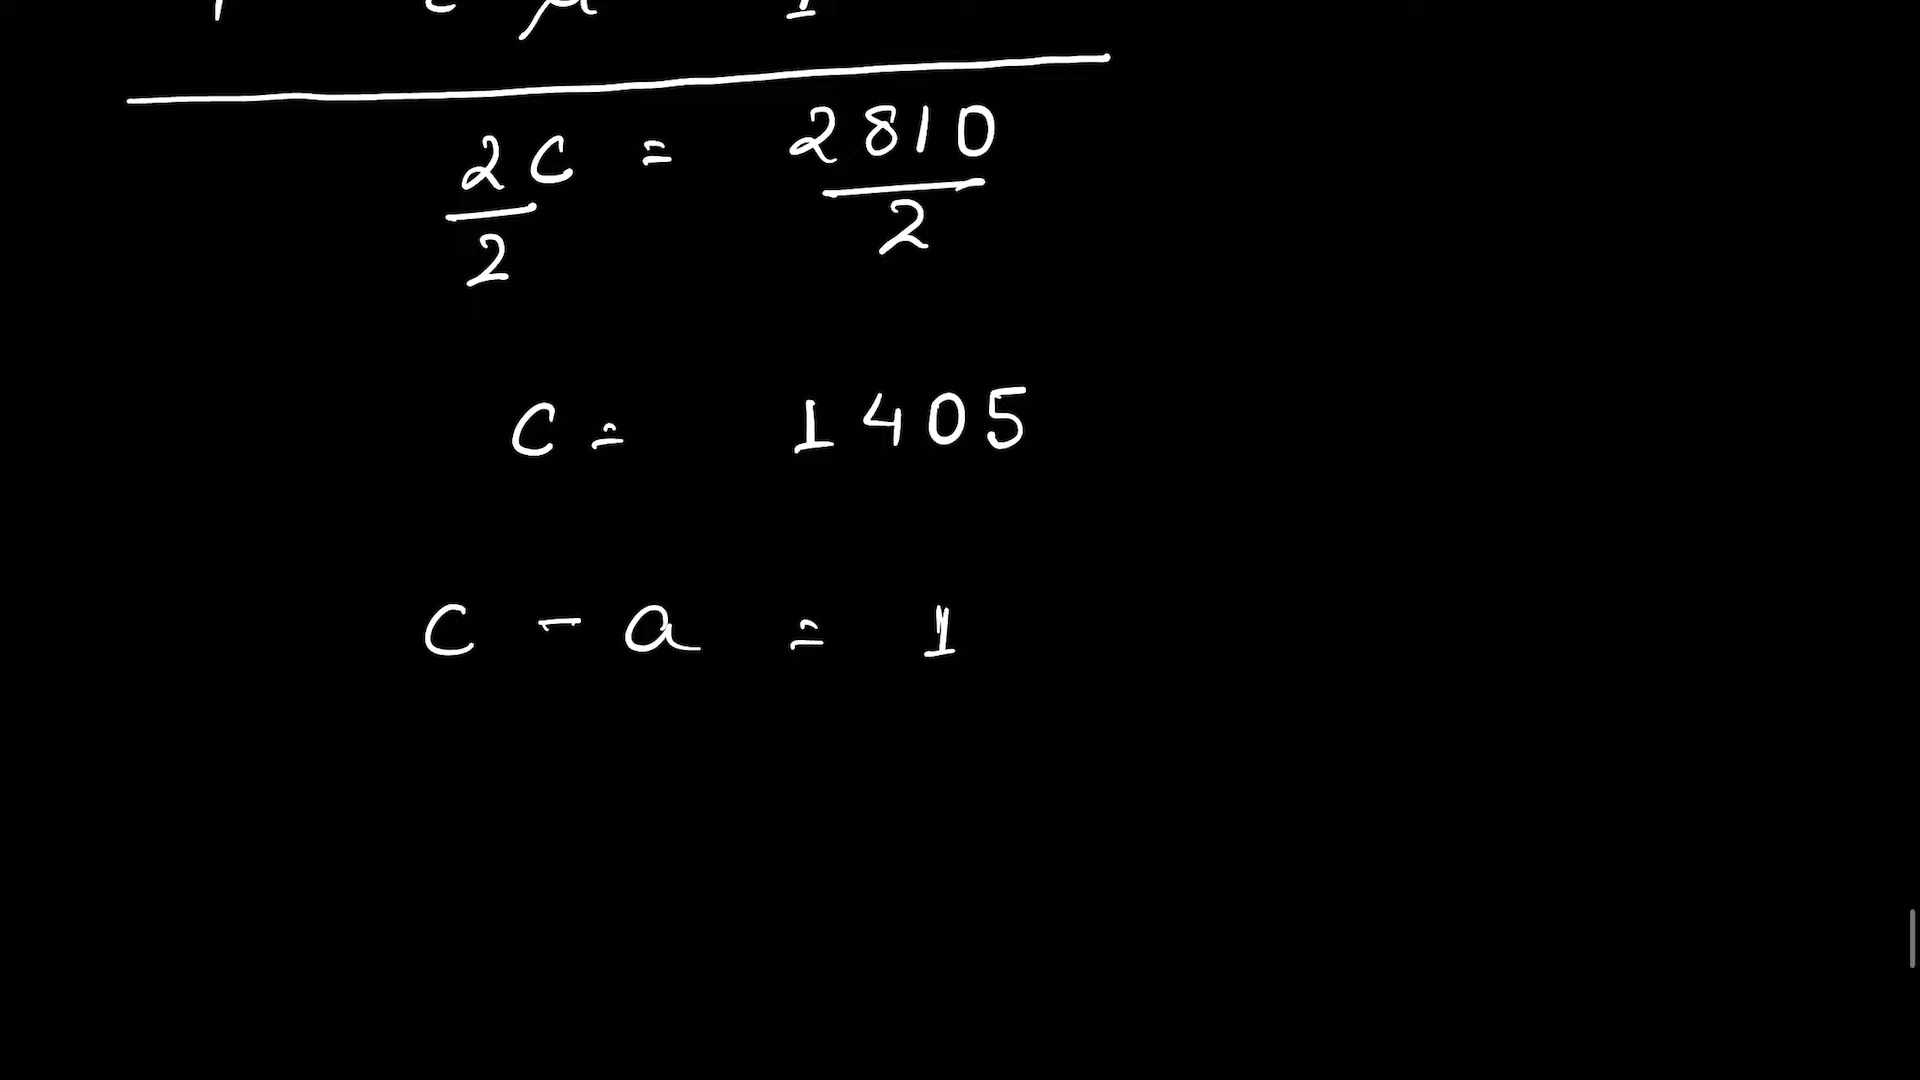 2C = 2810
2 2
C = 1405
C - a = 1